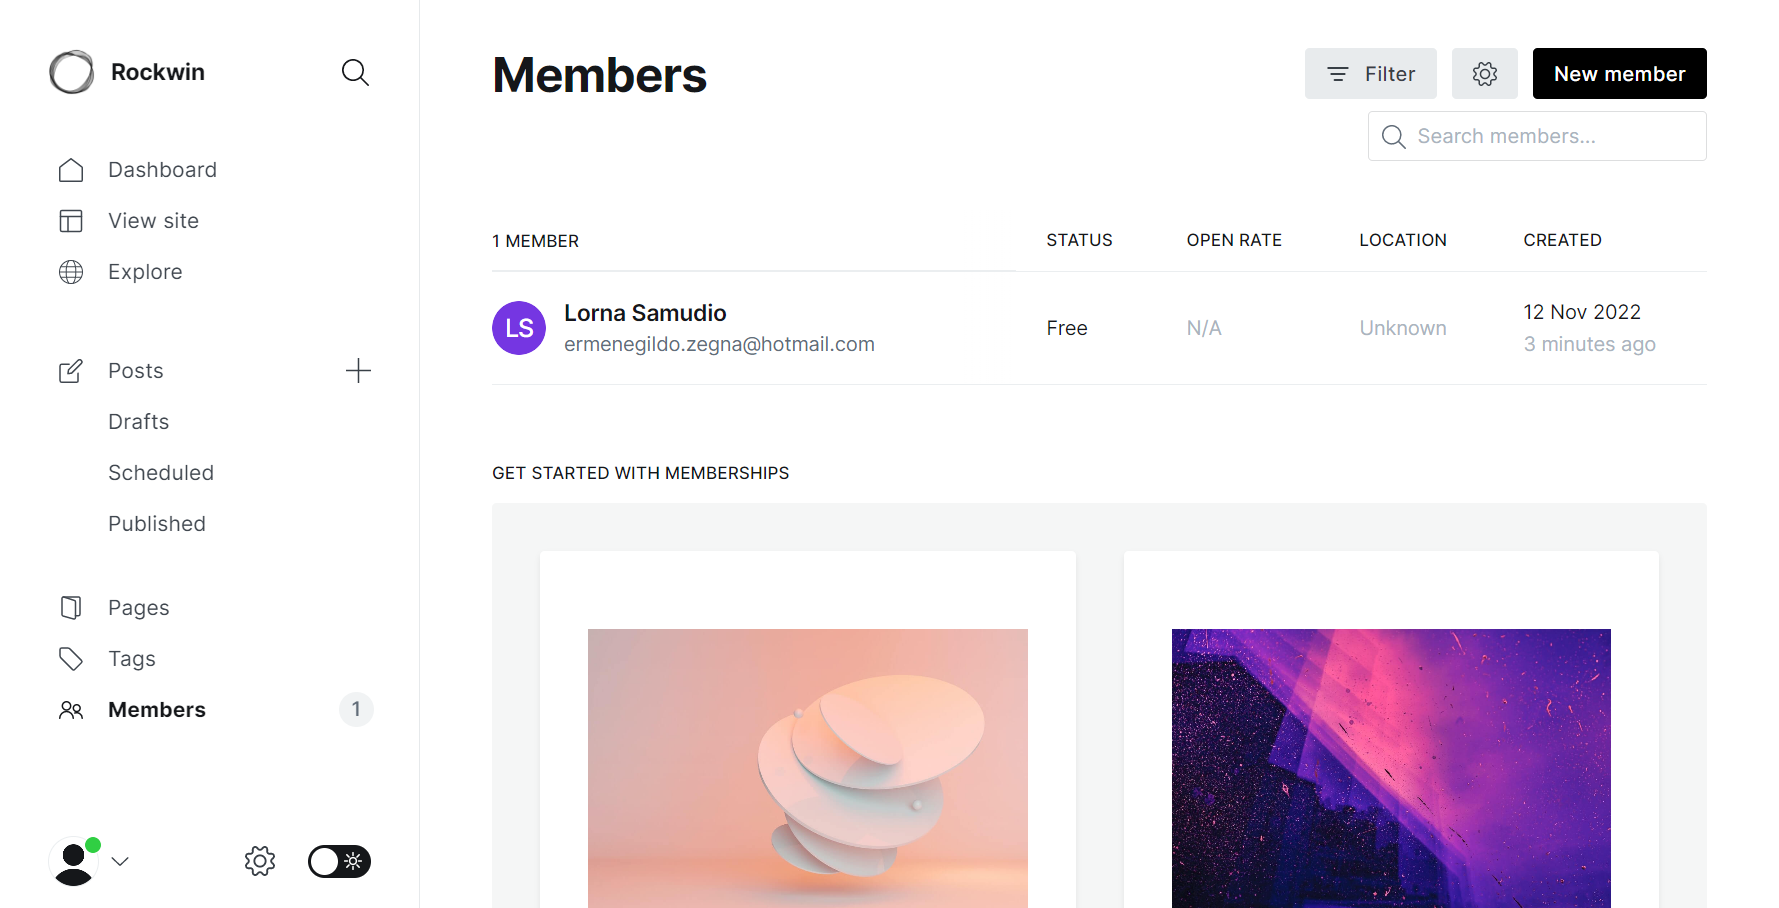 Rockwin
Dashboard
View site
Explore
Posts
Drafts
Scheduled
Published
Pages
Tags
Members 1
Members
Filter
New member
Search members...
1 MEMBER STATUS OPEN RATE LOCATION CREATED
LS
Lorna Samudio
ermenegildo.zegna@hotmail.com
Free
N/A
Unknown
12 Nov 2022
3 minutes ago
GET STARTED WITH MEMBERSHIPS